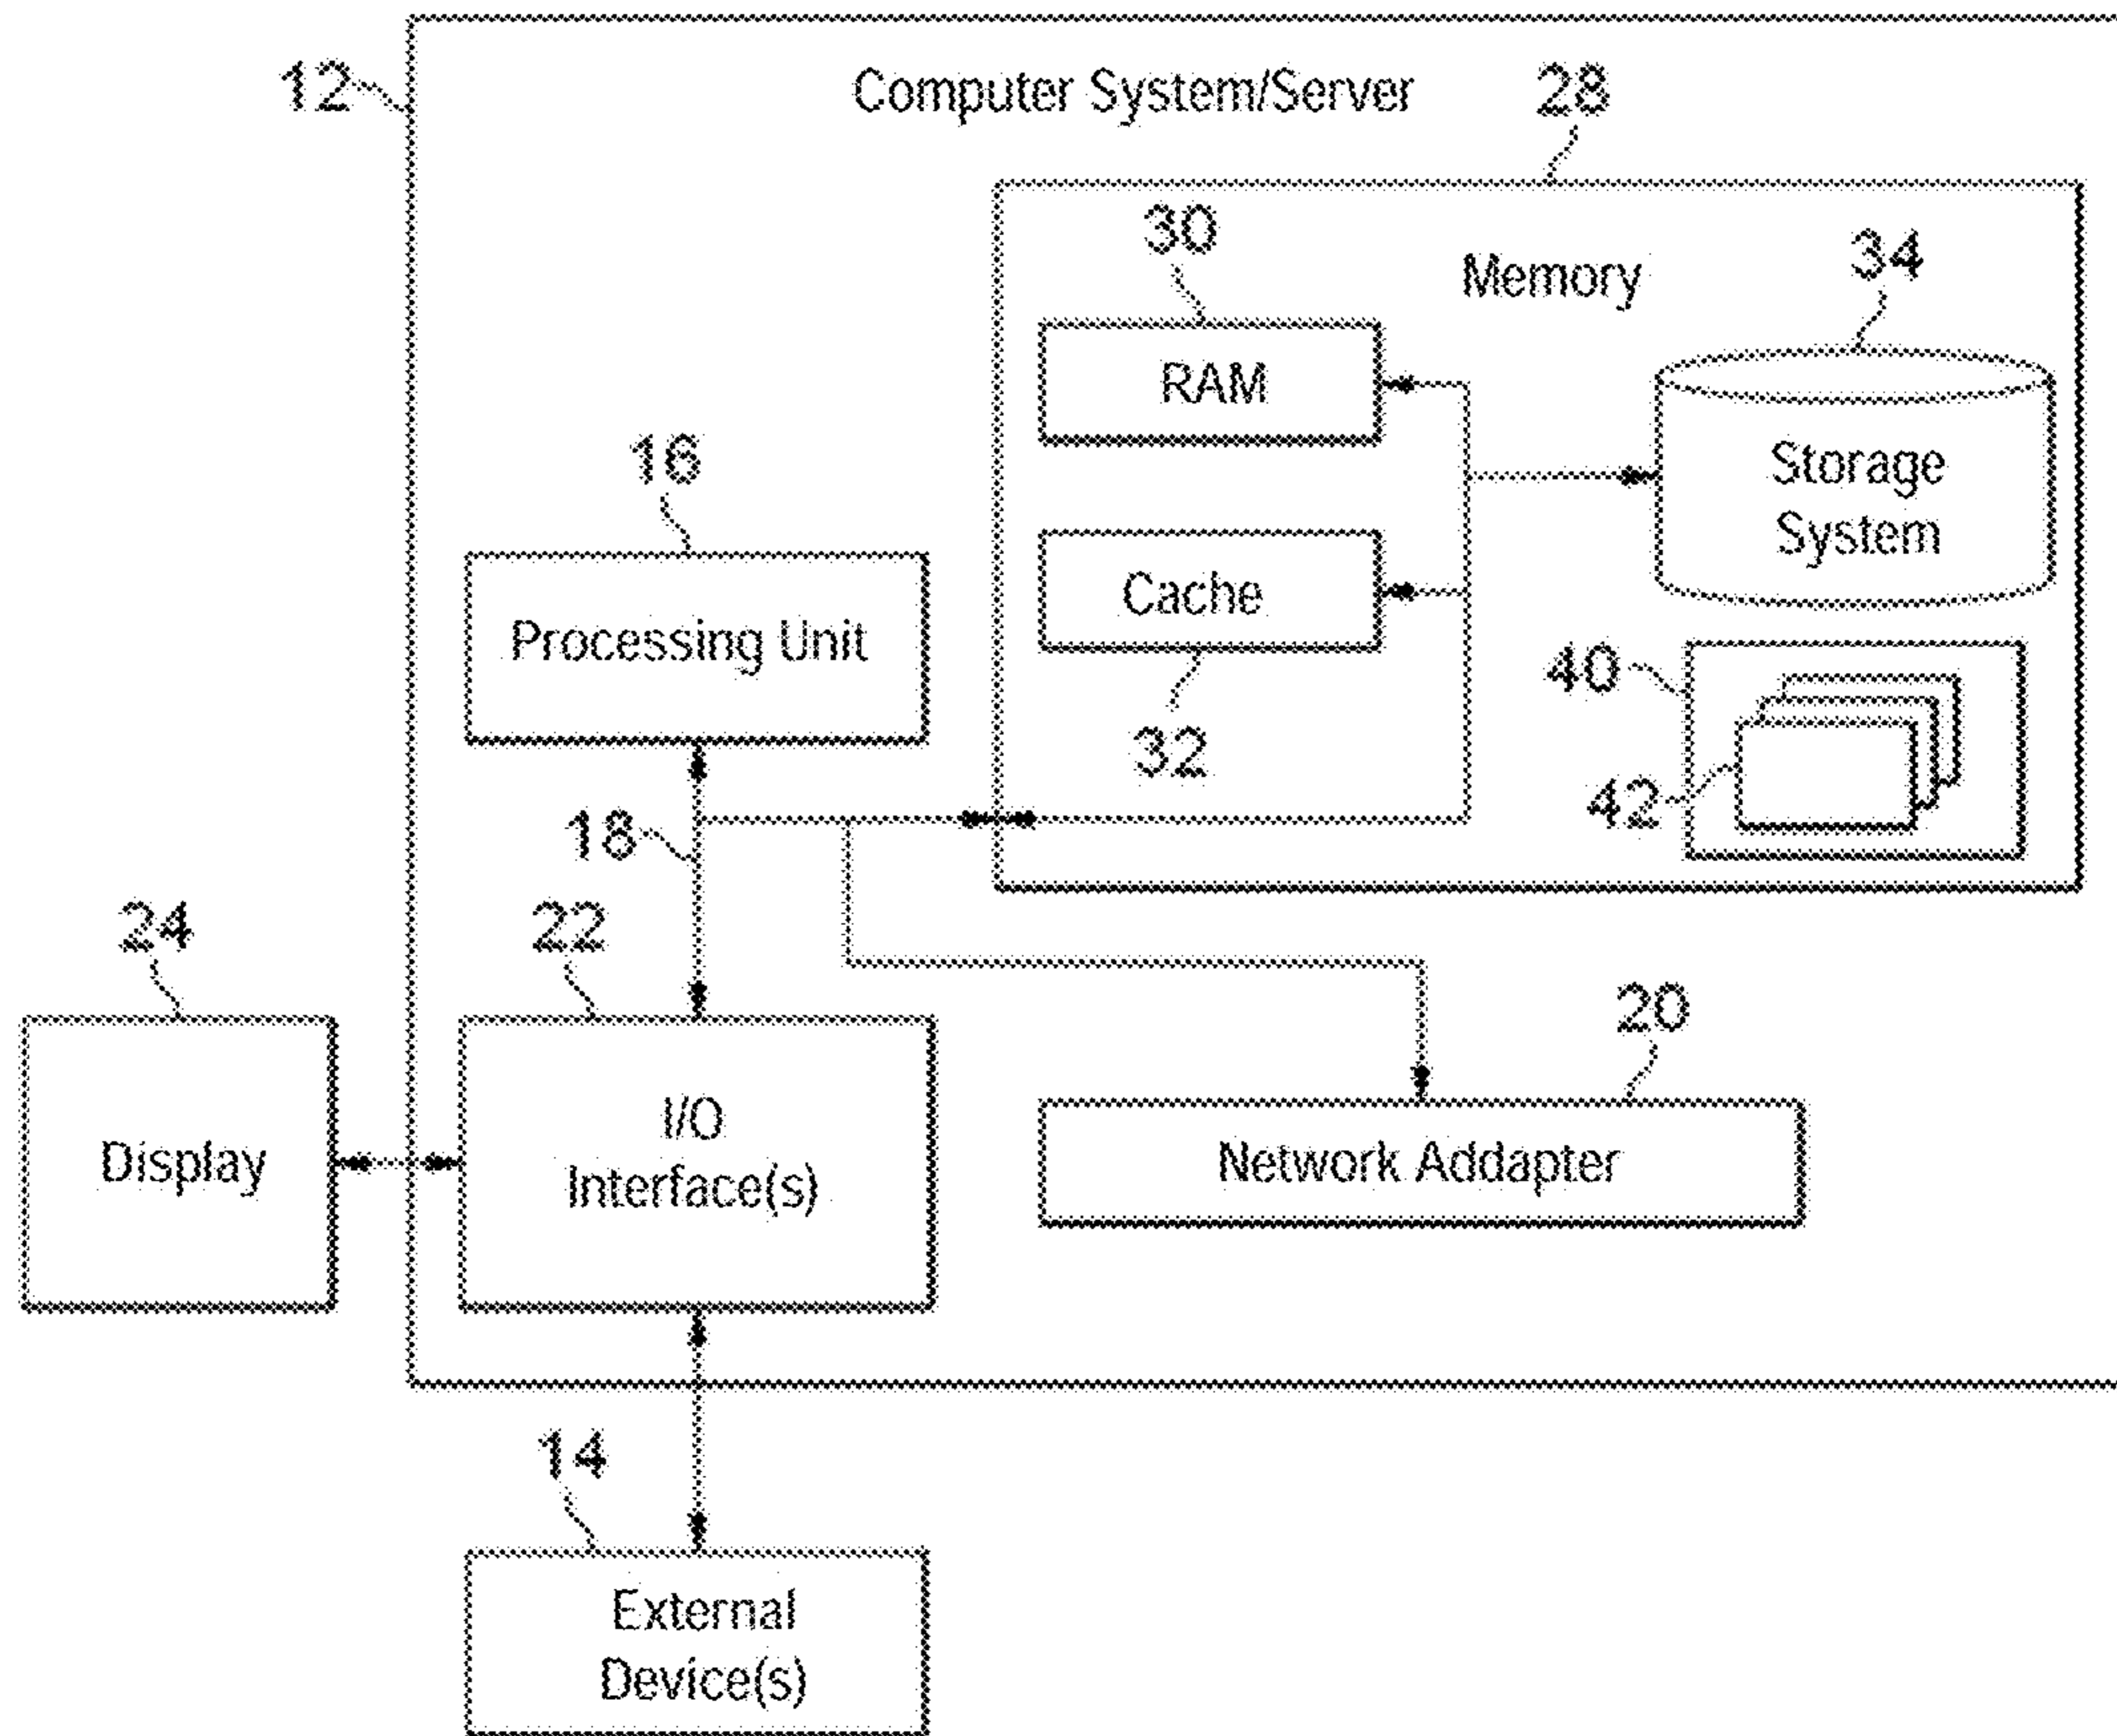 12
Computer System/Server
28
30
Memory
34
RAM
16
Storage
System
Cache
Processing Unit
40
32
42
18
24
22
20
Display
I/O
Interface(s)
Network Addapter
14
External
Device(s)